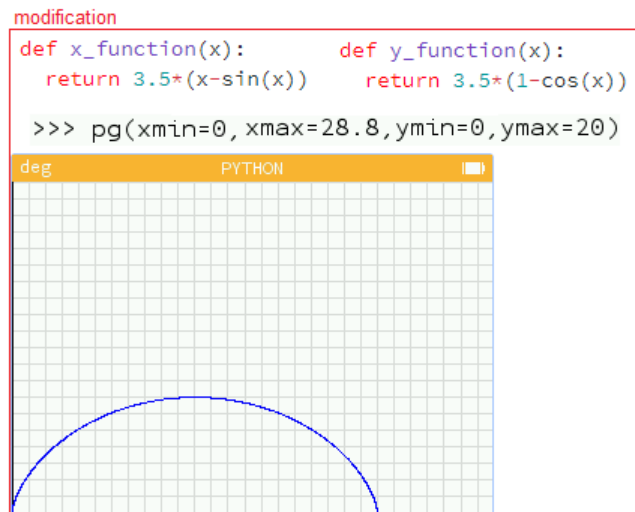 modification
def x_function(x):
return 3.5*(x-sin(x))
def y_function(x):
return 3.5*(1-cos(x))
>>> pg(xmin=0,xmax=28.8,ymin=0,ymax=20)
deg PYTHON